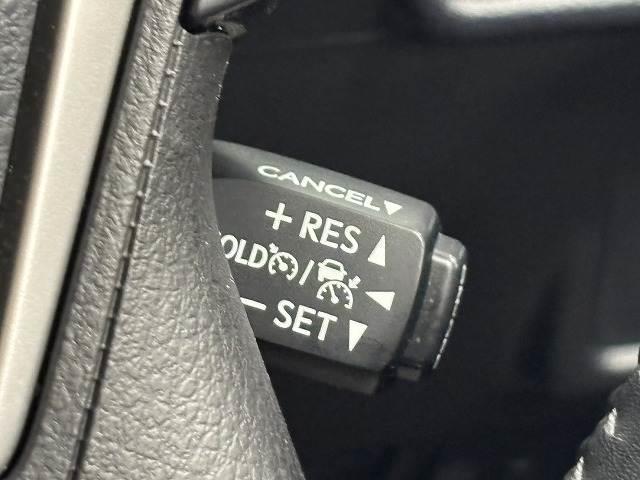 CANCEL▼
+ RES ▲
OLD / ◀
− SET ▼